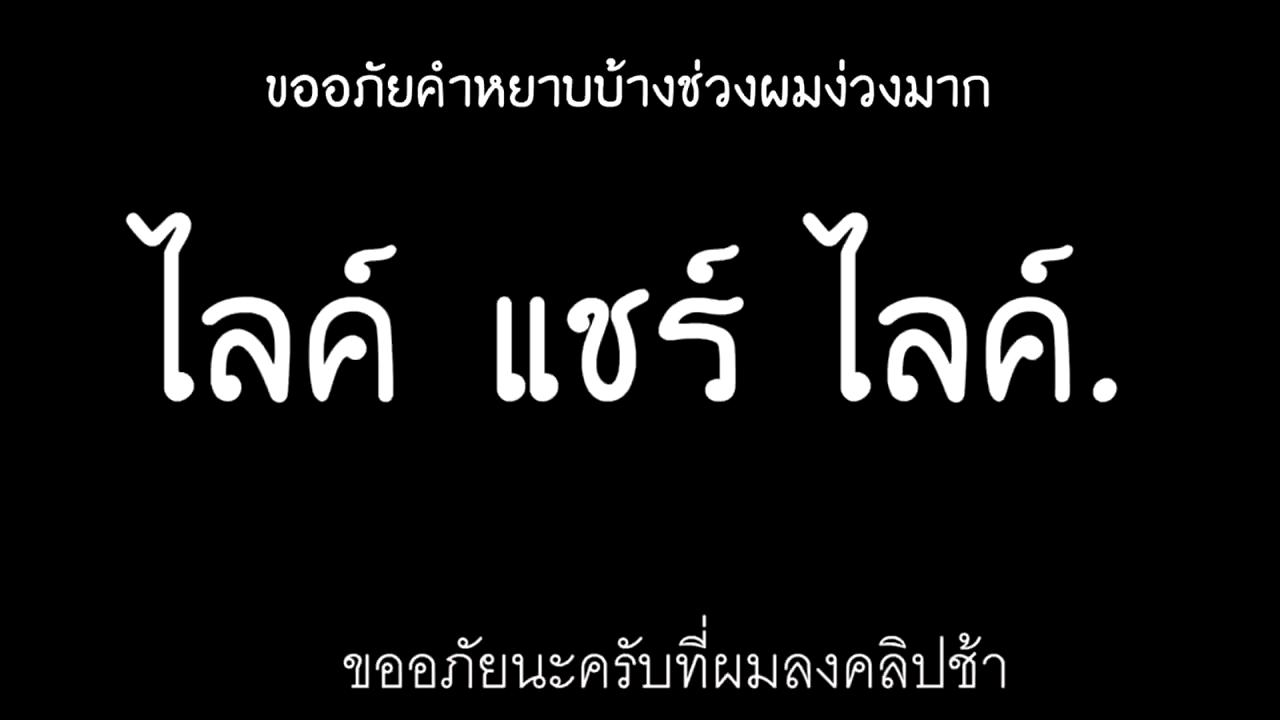 ขออภัยคำหยาบบ้างช่วงผมง่วงมาก
ไลค์ แชร์ ไลค์.
ขออภัยนะครับที่ผมลงคลิปช้า